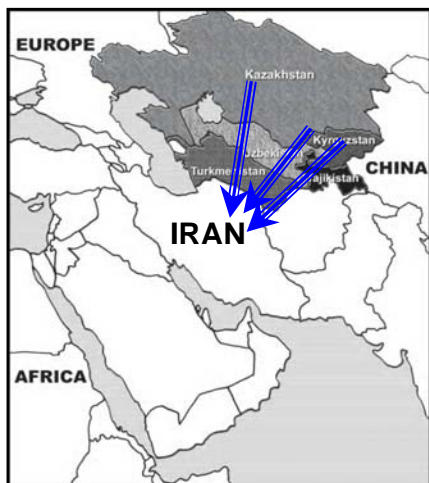 EUROPE
Kazakhstan
Kyrgyzstan
Uzbekistan
Turkmenistan
Tajikistan
CHINA
IRAN
AFRICA